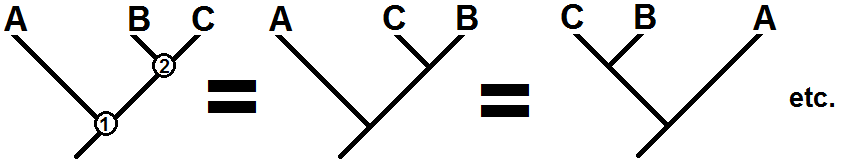 A B C A C B C B A
2
= = etc.
1